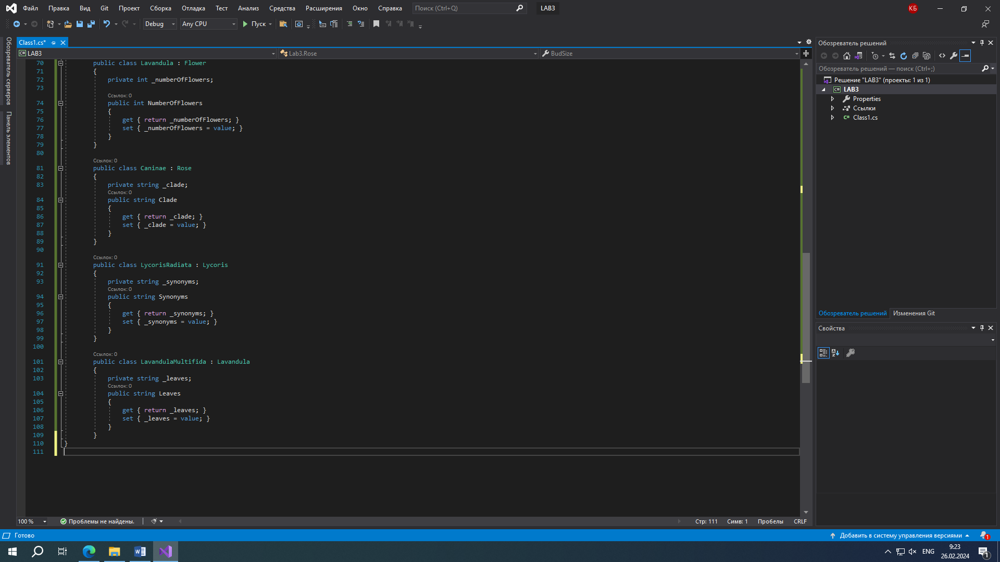 Файл Правка Вид Git Проект Сборка Отладка Тест Анализ Средства Расширения Окно Справка Поиск (Ctrl+Q) LAB3 КБ
Debug Any CPU Пуск
Обозреватель серверов
Панель элементов
Class1.cs*
LAB3 Lab3.Rose BudSize
70 public class Lavandula : Flower
71 {
72 private int _numberOfFlowers;
73
Ссылок: 0
74 public int NumberOfFlowers
75 {
76 get { return _numberOfFlowers; }
77 set { _numberOfFlowers = value; }
78 }
79 }
80
Ссылок: 0
81 public class Caninae : Rose
82 {
83 private string _clade;
Ссылок: 0
84 public string Clade
85 {
86 get { return _clade; }
87 set { _clade = value; }
88 }
89 }
90
Ссылок: 0
91 public class LycorisRadiata : Lycoris
92 {
93 private string _synonyms;
Ссылок: 0
94 public string Synonyms
95 {
96 get { return _synonyms; }
97 set { _synonyms = value; }
98 }
99 }
100
Ссылок: 0
101 public class LavandulaMultifida : Lavandula
102 {
103 private string _leaves;
Ссылок: 0
104 public string Leaves
105 {
106 get { return _leaves; }
107 set { _leaves = value; }
108 }
109 }
110 }
111
100 % Проблемы не найдены. Стр: 111 Симв: 1 Пробелы CRLF
Обозреватель решений
Обозреватель решений — поиск (Ctrl+;)
Решение "LAB3" (проекты: 1 из 1)
C# LAB3
Properties
Ссылки
C# Class1.cs
Обозреватель решений Изменения Git
Свойства
Готово Добавить в систему управления версиями 1
ENG 9:23
26.02.2024 1